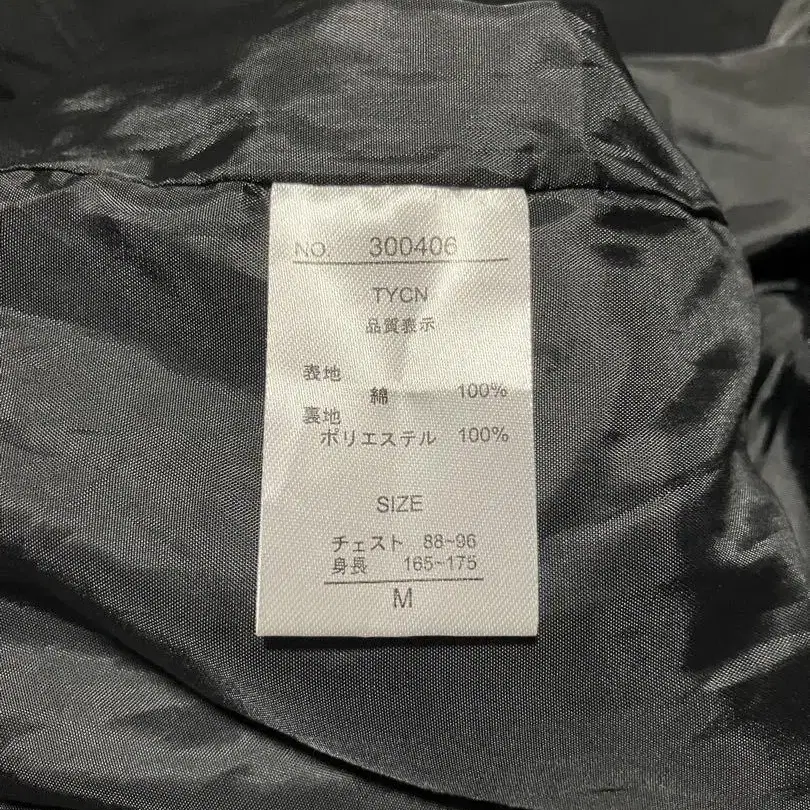 NO. 300406
TYCN
品質表示
表地
綿 100%
裏地
ポリエステル 100%
SIZE
チェスト 88~96
身長 165~175
M